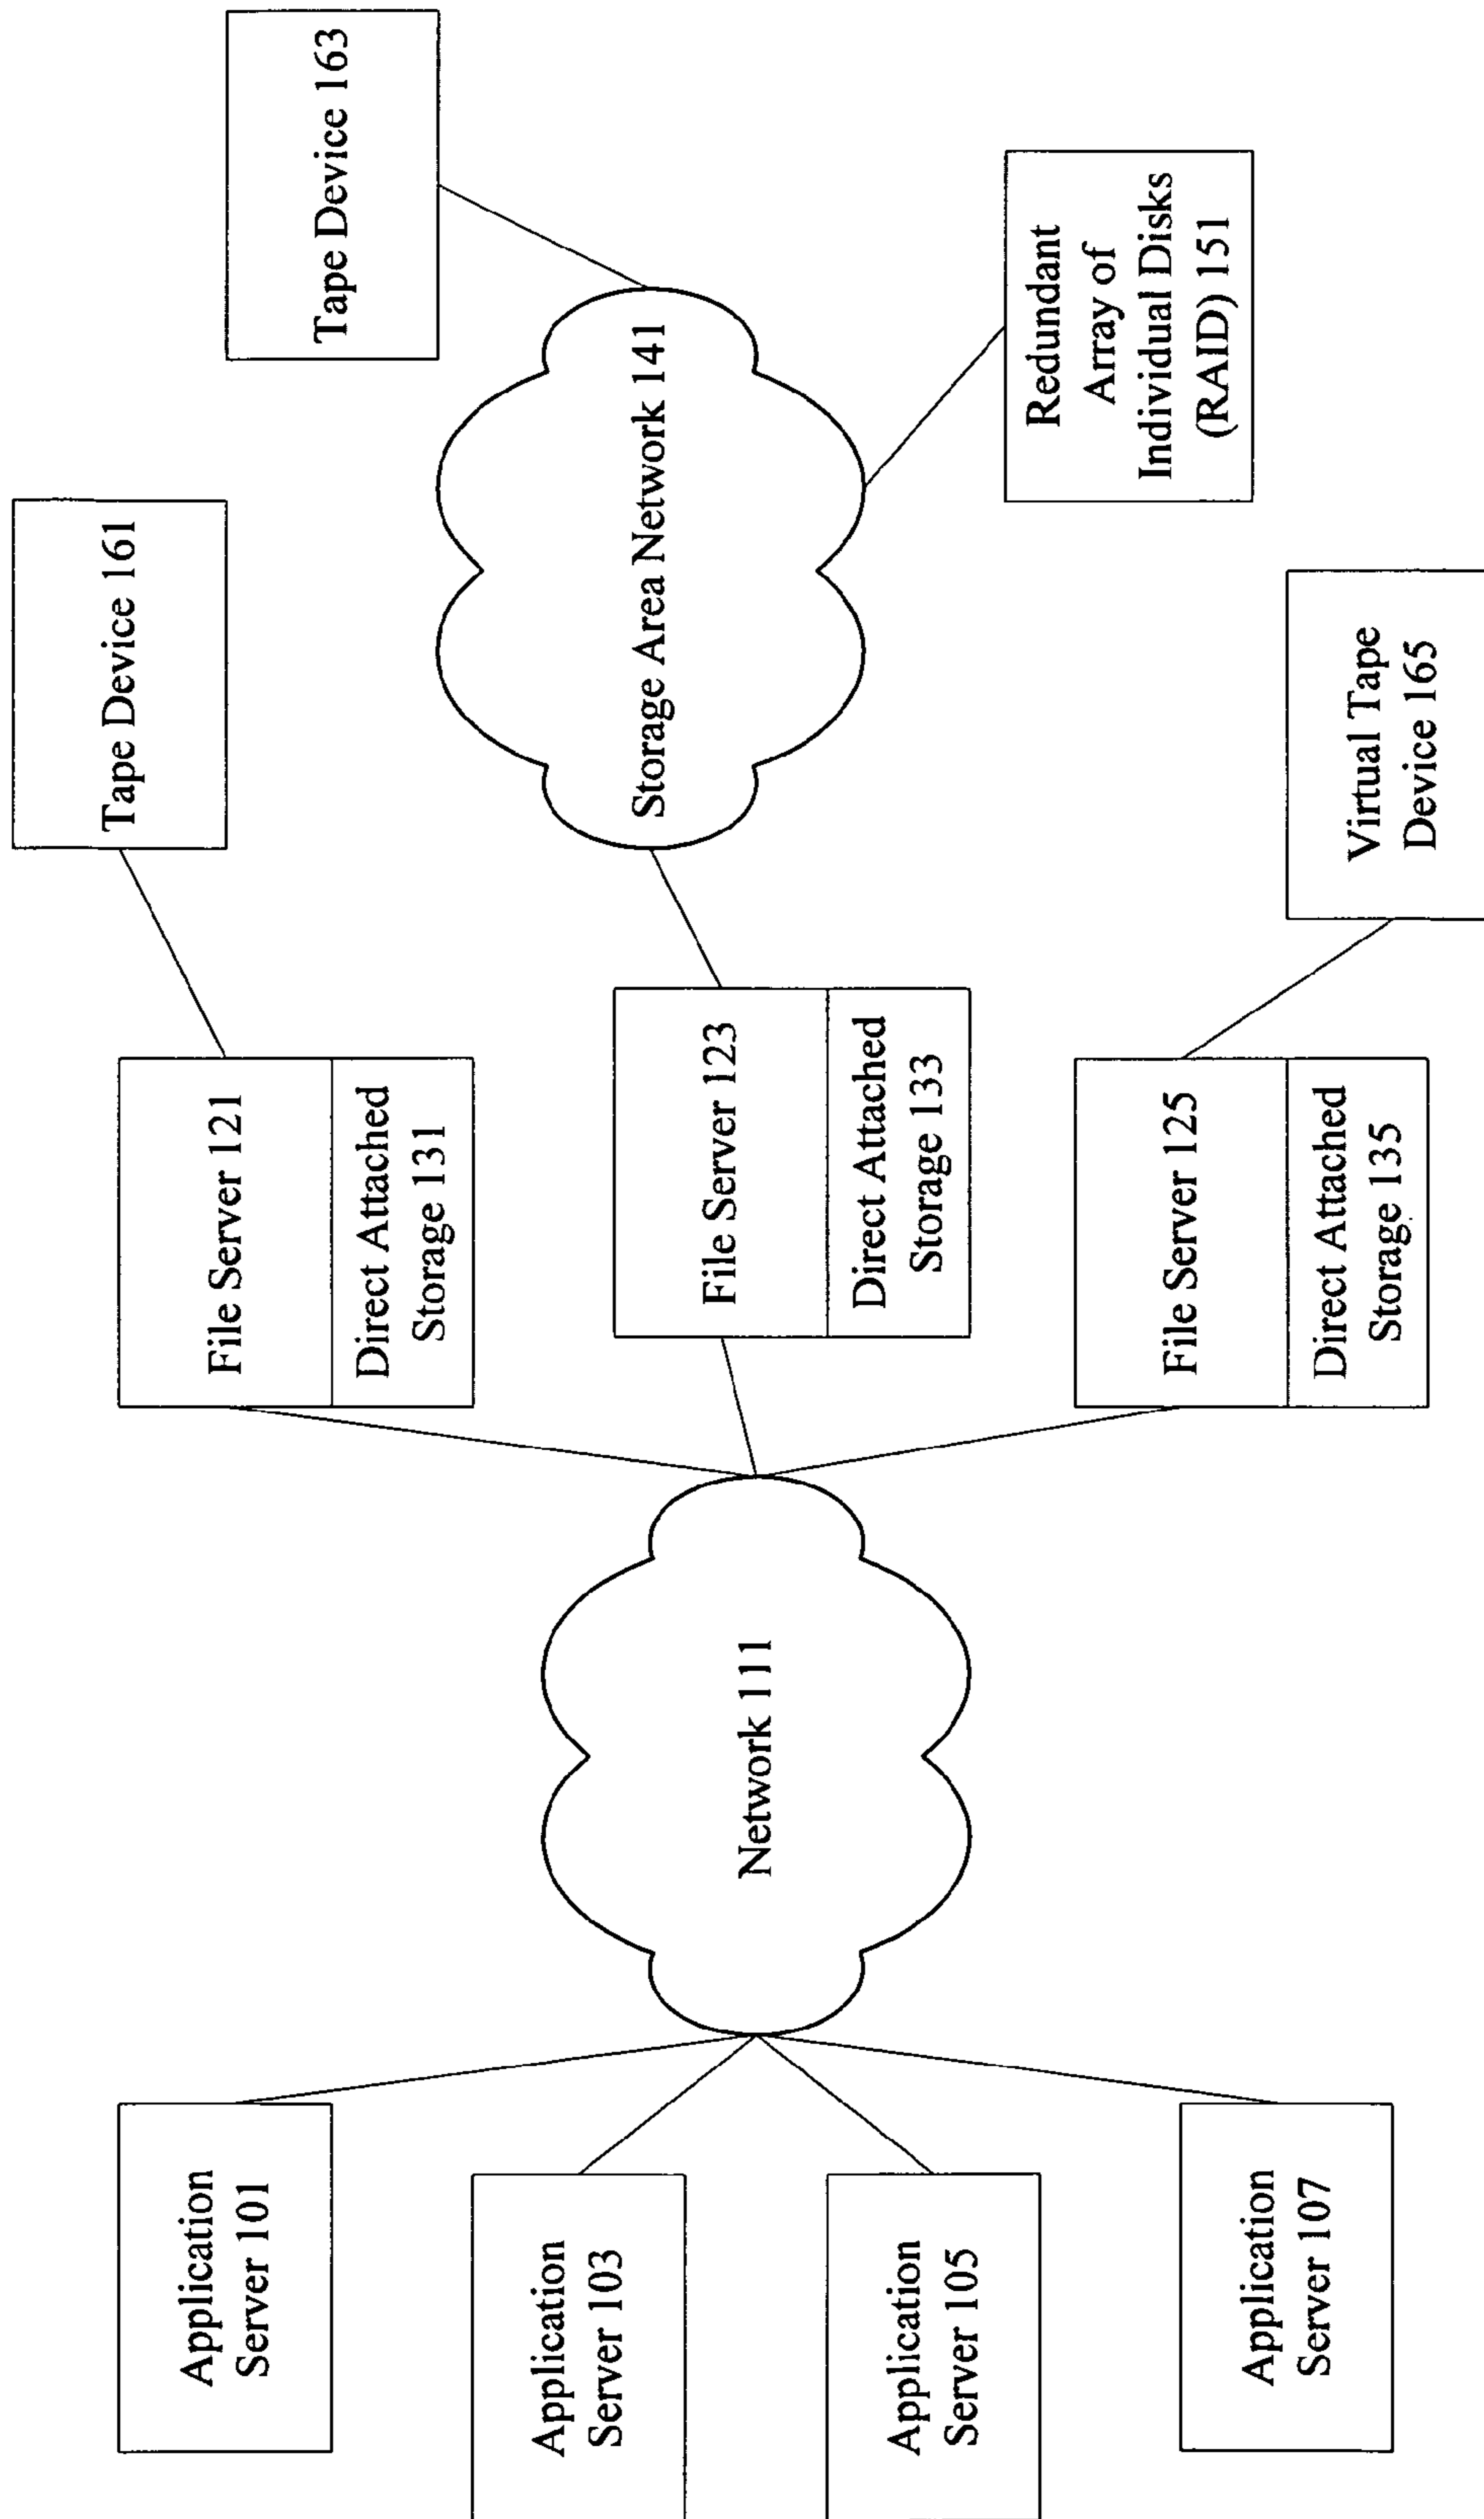 Application
Server 101
Application
Server 103
Application
Server 105
Application
Server 107
Network 111
File Server 121
Direct Attached
Storage 131
File Server 123
Direct Attached
Storage 133
File Server 125
Direct Attached
Storage 135
Tape Device 161
Storage Area Network 141
Virtual Tape
Device 165
Tape Device 163
Redundant
Array of
Individual Disks
(RAID) 151